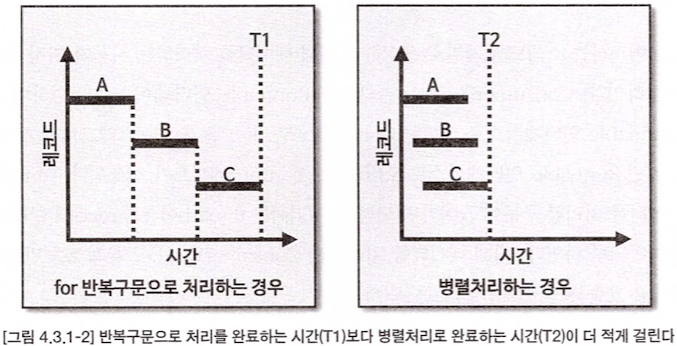 T1
A
B
C
레코드
시간
for 반복구문으로 처리하는 경우
T2
A
B
C
레코드
시간
병렬처리하는 경우
[그림 4.3.1-2] 반복구문으로 처리를 완료하는 시간(T1)보다 병렬처리로 완료하는 시간(T2)이 더 적게 걸린다